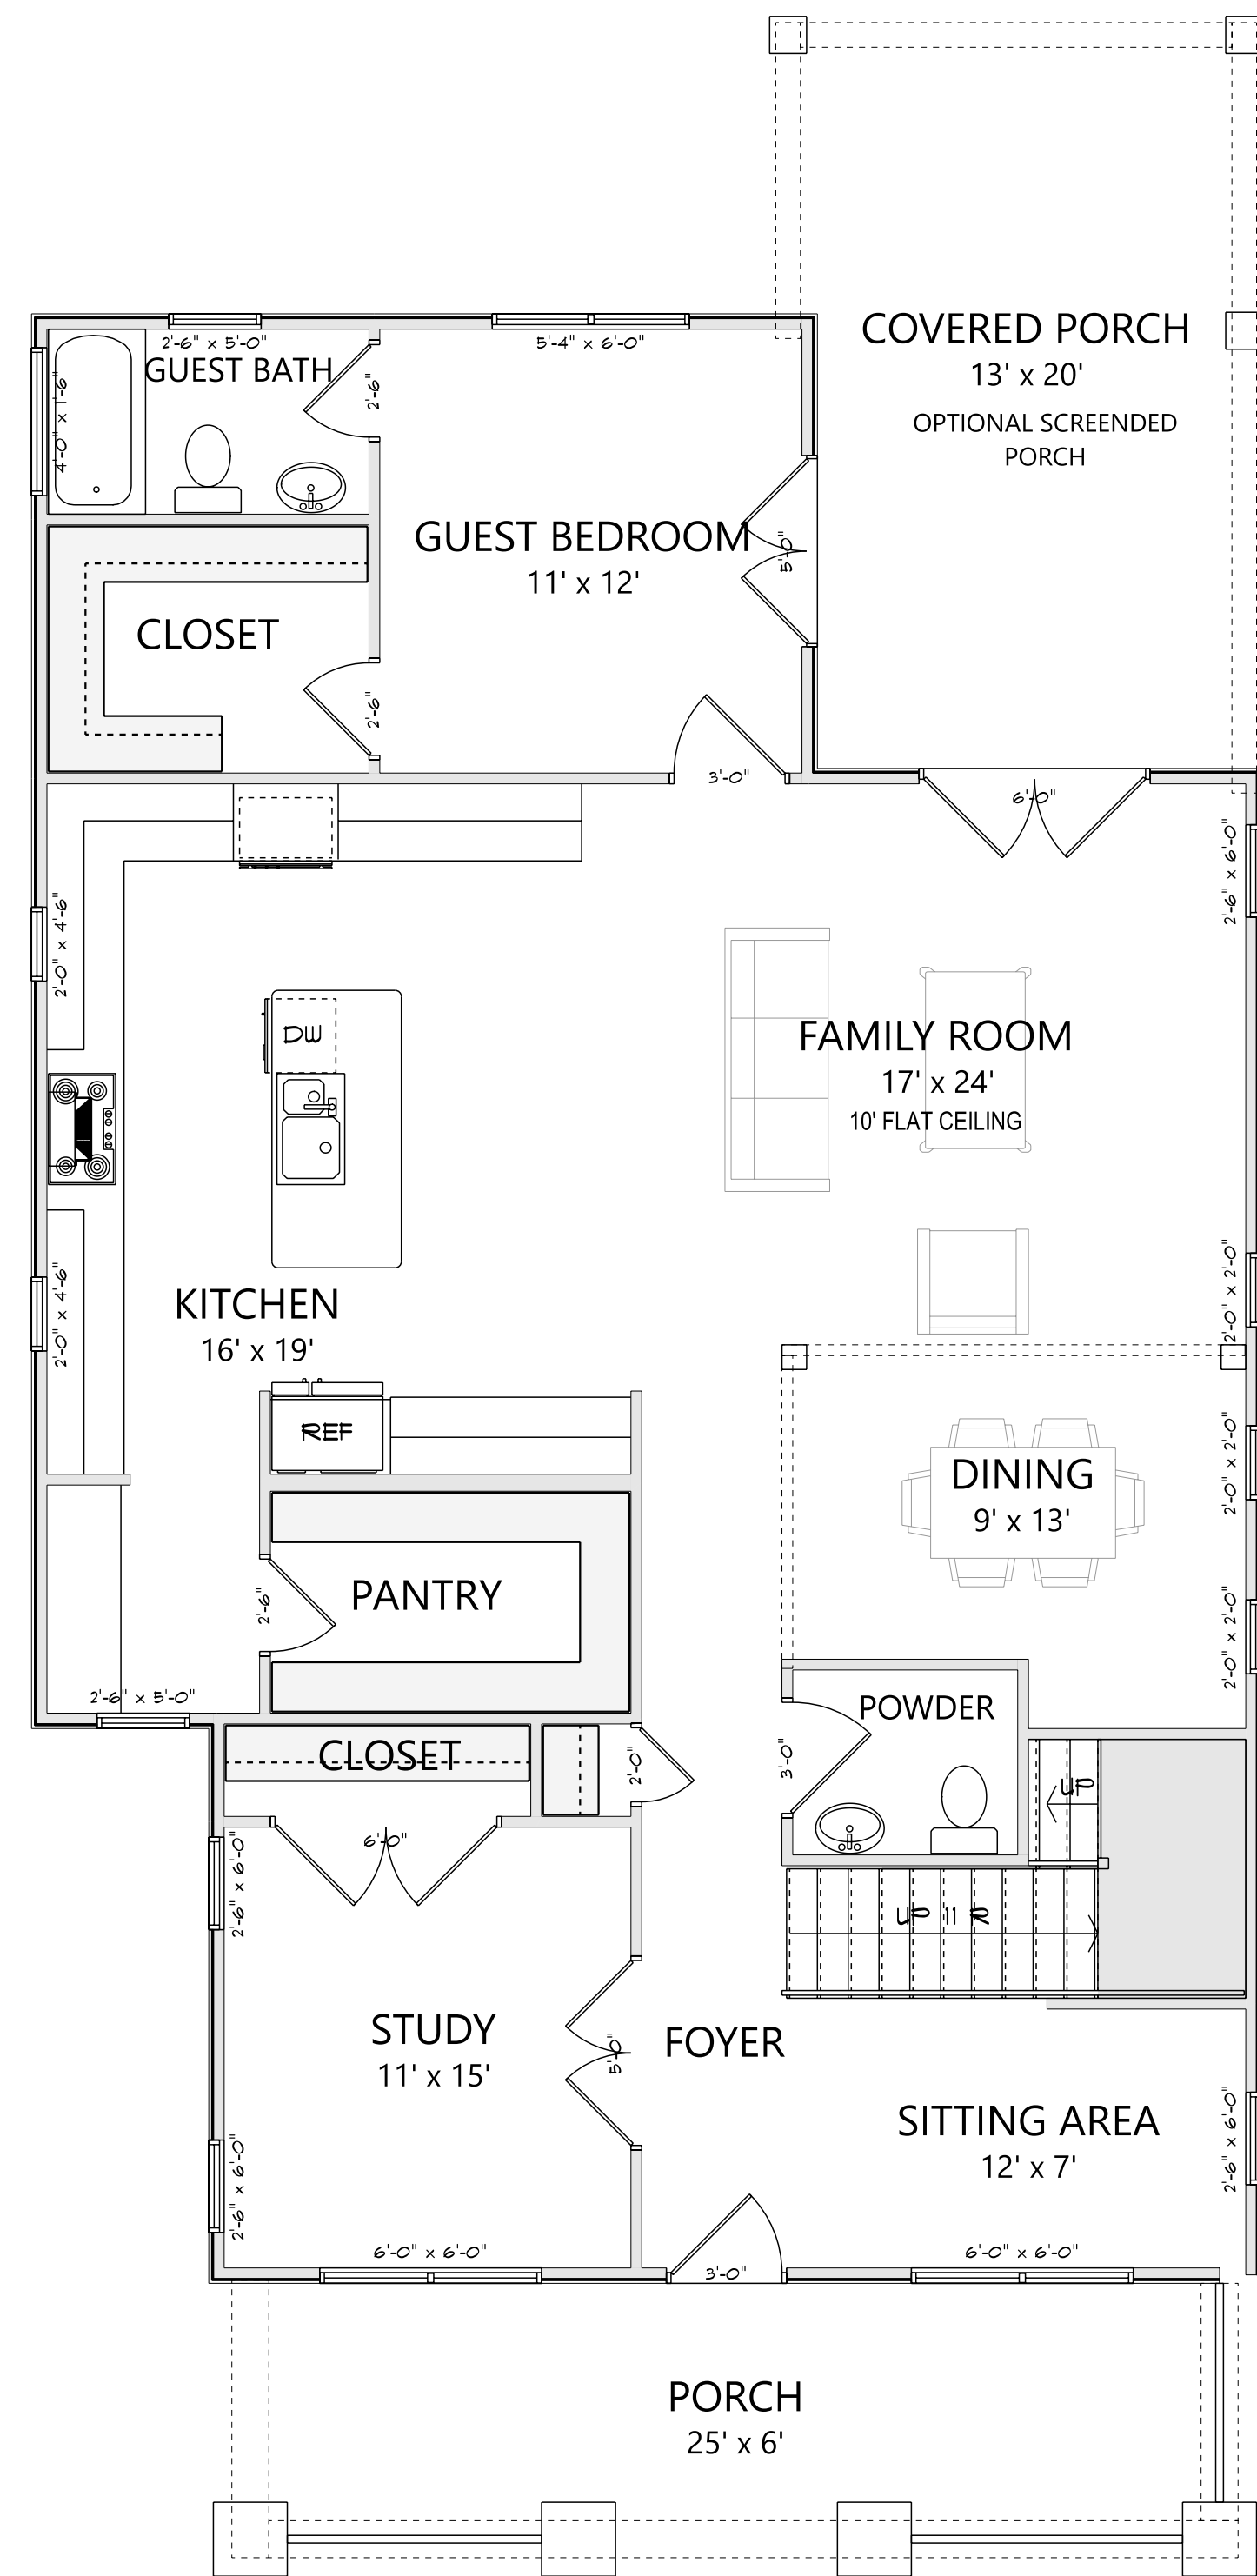 COVERED PORCH
13' x 20'
OPTIONAL SCREENDED
PORCH
2'-6" x 5'-0"
GUEST BATH
4'-0" x 1'-6"
2'-6"
5'-4" x 6'-0"
GUEST BEDROOM
11' x 12'
5'-0"
CLOSET
2'-6"
3'-0"
6'-0"
2'-6" x 6'-0"
2'-0" x 4'-6"
DW
FAMILY ROOM
17' x 24'
10' FLAT CEILING
2'-0" x 4'-6"
KITCHEN
16' x 19'
2'-0" x 2'-0"
REF
DINING
9' x 13'
2'-0" x 2'-0"
PANTRY
2'-6"
2'-0" x 2'-0"
2'-6" x 5'-0"
POWDER
3'-0"
CLOSET
2'-0"
UP
6'-0"
2'-6" x 6'-0"
UP 11 R
STUDY
11' x 15'
5'-0"
FOYER
SITTING AREA
12' x 7'
2'-6" x 6'-0"
2'-6" x 6'-0"
6'-0" x 6'-0"
3'-0"
6'-0" x 6'-0"
PORCH
25' x 6'